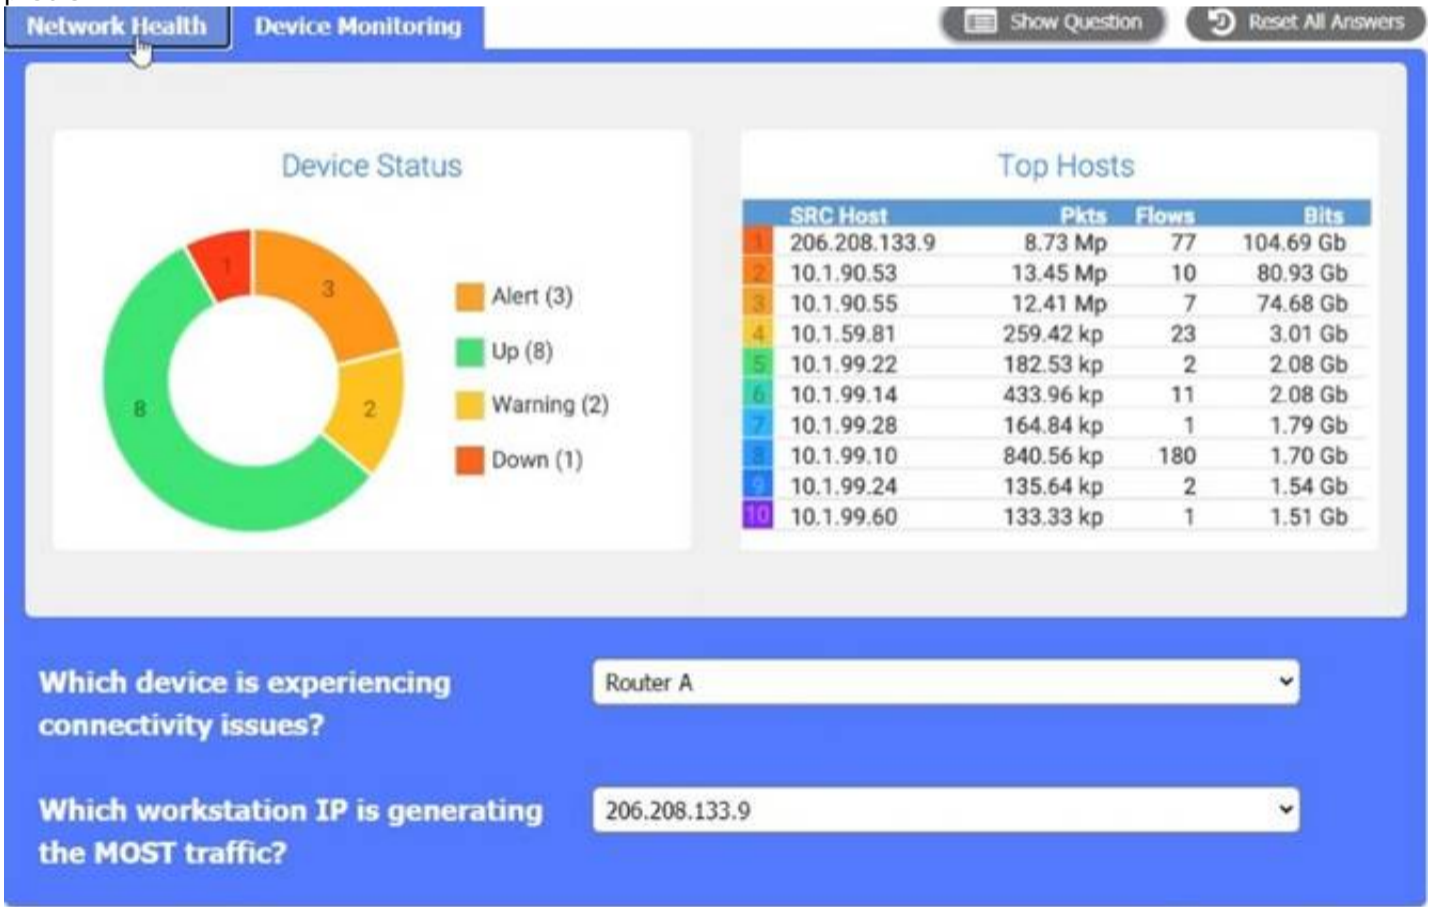 Network Health
Device Monitoring
Show Question
Reset All Answers
Device Status
1
3
8
2
Alert (3)
Up (8)
Warning (2)
Down (1)
Top Hosts
SRC Host Pkts Flows Bits
1 206.208.133.9 8.73 Mp 77 104.69 Gb
2 10.1.90.53 13.45 Mp 10 80.93 Gb
3 10.1.90.55 12.41 Mp 7 74.68 Gb
4 10.1.59.81 259.42 kp 23 3.01 Gb
5 10.1.99.22 182.53 kp 2 2.08 Gb
6 10.1.99.14 433.96 kp 11 2.08 Gb
7 10.1.99.28 164.84 kp 1 1.79 Gb
8 10.1.99.10 840.56 kp 180 1.70 Gb
9 10.1.99.24 135.64 kp 2 1.54 Gb
10 10.1.99.60 133.33 kp 1 1.51 Gb
Which device is experiencing
connectivity issues?
Router A
Which workstation IP is generating
the MOST traffic?
206.208.133.9